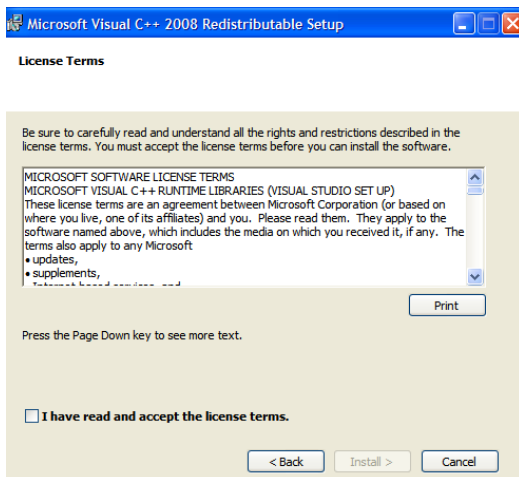 Microsoft Visual C++ 2008 Redistributable Setup
License Terms
Be sure to carefully read and understand all the rights and restrictions described in the
license terms. You must accept the license terms before you can install the software.
MICROSOFT SOFTWARE LICENSE TERMS
MICROSOFT VISUAL C++ RUNTIME LIBRARIES (VISUAL STUDIO SET UP)
These license terms are an agreement between Microsoft Corporation (or based on
where you live, one of its affiliates) and you.  Please read them.  They apply to the
software named above, which includes the media on which you received it, if any.  The
terms also apply to any Microsoft
• updates,
• supplements,
Internet-based services, and
Print
Press the Page Down key to see more text.
I have read and accept the license terms.
< Back
Install >
Cancel